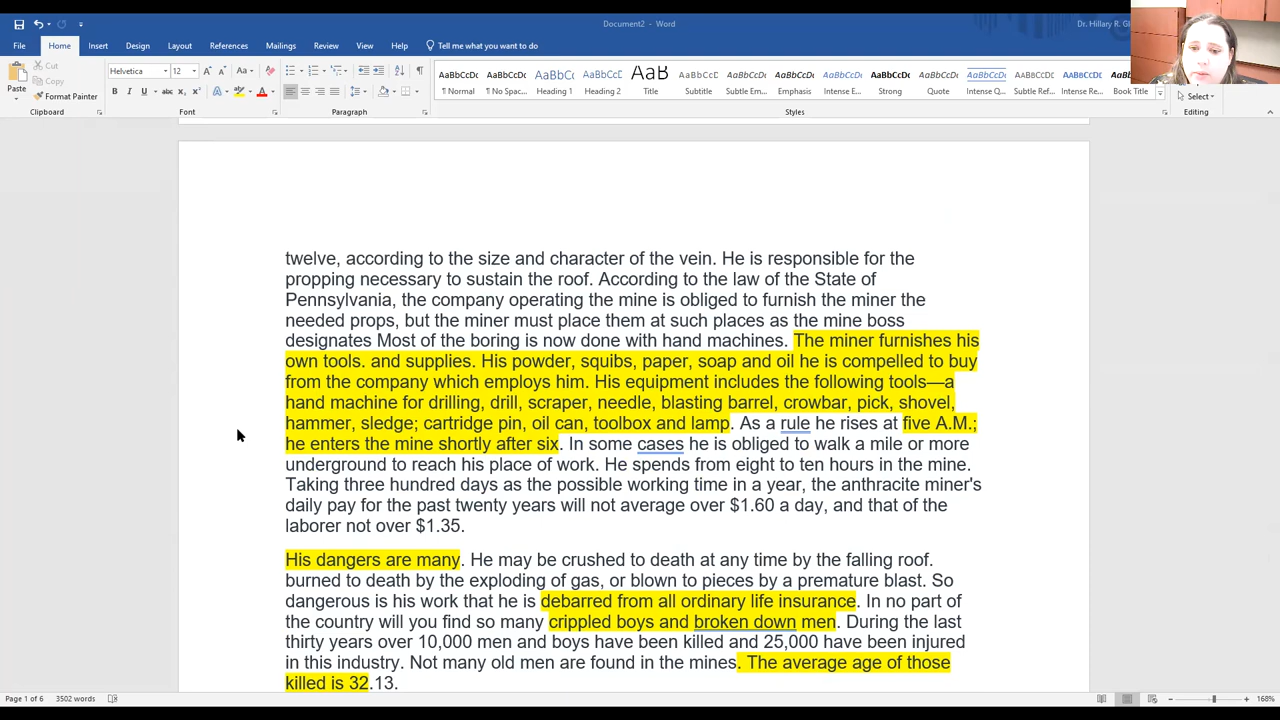 Document2 - Word
Dr. Hillary R. Gl
File Home Insert Design Layout References Mailings Review View Help Tell me what you want to do
Cut
Copy
Paste
Format Painter
Helvetica 12
AaBbCcDc AaBbCcDc AaBbCc AaBbCcC AaB AaBbCcC AaBbCcDc AaBbCcDc AaBbCcDc AaBbCcDc AaBbCcDc AaBbCcDc AaBbCcDc AaBbCcDc
¶ Normal ¶ No Spac... Heading 1 Heading 2 Title Subtitle Subtle Em... Emphasis Intense E... Strong Quote Intense Q... Subtle Ref... Intense Re... Book Title
Select
Clipboard Font Paragraph Styles Editing
twelve, according to the size and character of the vein. He is responsible for the
propping necessary to sustain the roof. According to the law of the State of
Pennsylvania, the company operating the mine is obliged to furnish the miner the
needed props, but the miner must place them at such places as the mine boss
designates Most of the boring is now done with hand machines. The miner furnishes his
own tools. and supplies. His powder, squibs, paper, soap and oil he is compelled to buy
from the company which employs him. His equipment includes the following tools—a
hand machine for drilling, drill, scraper, needle, blasting barrel, crowbar, pick, shovel,
hammer, sledge; cartridge pin, oil can, toolbox and lamp. As a rule he rises at five A.M.;
he enters the mine shortly after six. In some cases he is obliged to walk a mile or more
underground to reach his place of work. He spends from eight to ten hours in the mine.
Taking three hundred days as the possible working time in a year, the anthracite miner's
daily pay for the past twenty years will not average over $1.60 a day, and that of the
laborer not over $1.35.
His dangers are many. He may be crushed to death at any time by the falling roof.
burned to death by the exploding of gas, or blown to pieces by a premature blast. So
dangerous is his work that he is debarred from all ordinary life insurance. In no part of
the country will you find so many crippled boys and broken down men. During the last
thirty years over 10,000 men and boys have been killed and 25,000 have been injured
in this industry. Not many old men are found in the mines. The average age of those
killed is 32.13.
Page 1 of 6 3502 words 168%